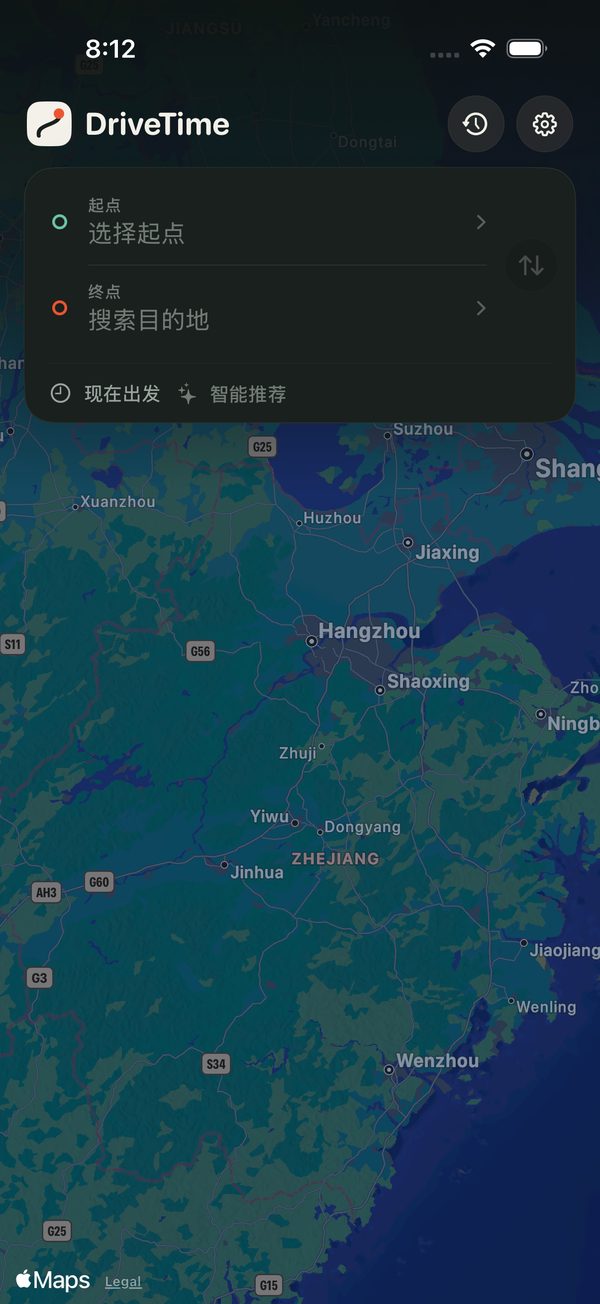 JIANGSU
Yancheng
8:12
DriveTime
Dongtai
起点
选择起点
终点
搜索目的地
现在出发
智能推荐
Suzhou
G25
Shang
Xuanzhou
Huzhou
Jiaxing
Hangzhou
S11
G56
Shaoxing
Zho
Ningb
Zhuji
Yiwu
Dongyang
ZHEJIANG
Jinhua
G60
AH3
Jiaojiang
G3
Wenling
Wenzhou
S34
G25
G15
Maps
Legal